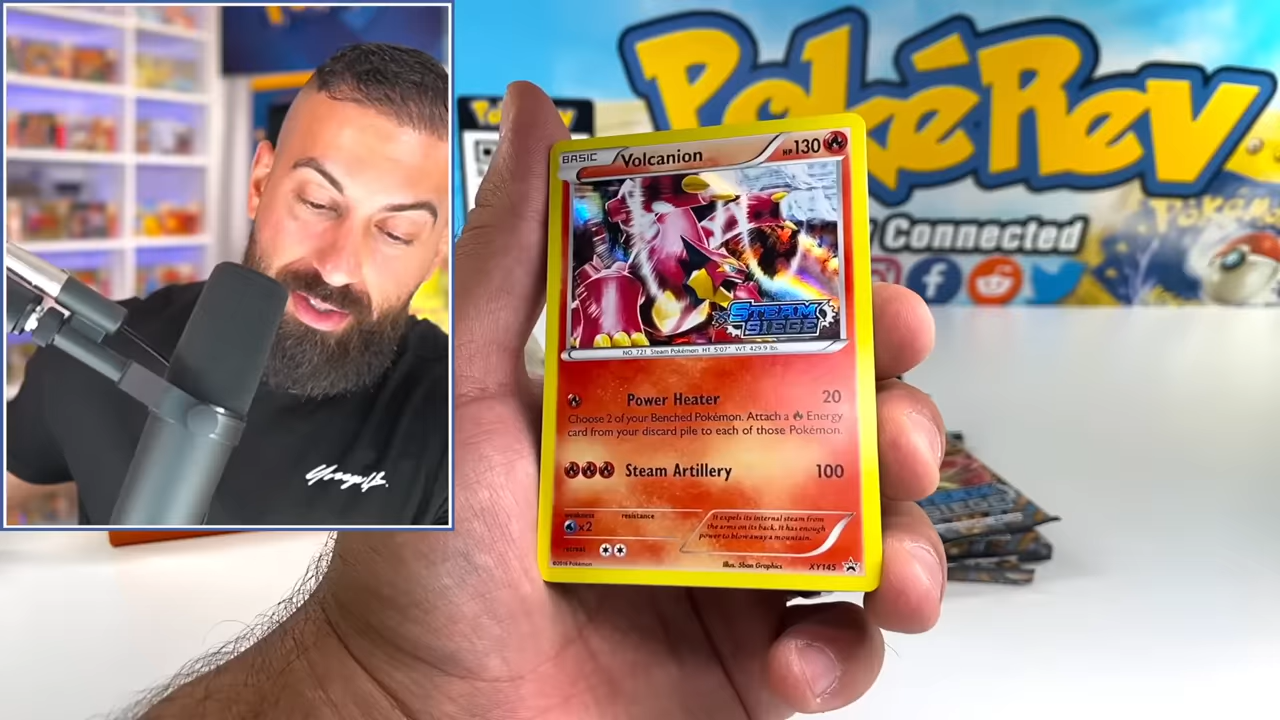 PokéRev
Connected
BASIC
Volcanion
HP130
STEAM
SIEGE
NO. 721 Steam Pokémon HT. 5'07" WT. 429.9 lbs.
Power Heater 20
Choose 2 of your Benched Pokémon. Attach a Energy
card from your discard pile to each of those Pokémon.
Steam Artillery 100
weakness resistance
x2
It expels its internal steam from
the arms on its back. It has enough
power to blow away a mountain.
retreat
©2016 Pokémon
Illus. 5ban Graphics
XY145